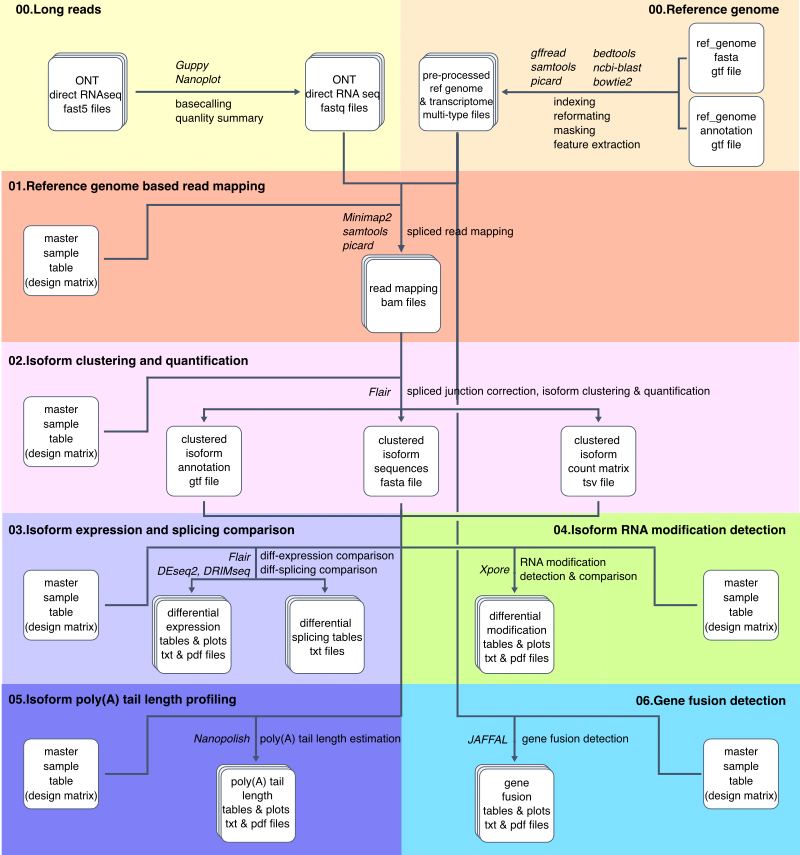 00.Long reads
ONT
direct RNAseq
fast5 files
Guppy
Nanoplot
basecalling
quanlity summary
ONT
direct RNA seq
fastq files
00.Reference genome
pre-processed
ref genome
& transcriptome
multi-type files
gffread
samtools
picard
bedtools
ncbi-blast
bowtie2
indexing
reformating
masking
feature extraction
ref_genome
fasta
gtf file
ref_genome
annotation
gtf file
01.Reference genome based read mapping
master
sample
table
(design matrix)
Minimap2
samtools
picard
spliced read mapping
read mapping
bam files
02.Isoform clustering and quantification
master
sample
table
(design matrix)
Flair
spliced junction correction, isoform clustering & quantification
clustered
isoform
annotation
gtf file
clustered
isoform
sequences
fasta file
clustered
isoform
count matrix
tsv file
03.Isoform expression and splicing comparison
master
sample
table
(design matrix)
Flair
DEseq2, DRIMseq
diff-expression comparison
diff-splicing comparison
differential
expression
tables & plots
txt & pdf files
differential
splicing tables
txt files
04.Isoform RNA modification detection
Xpore
RNA modification
detection & comparison
differential
modification
tables & plots
txt & pdf files
master
sample
table
(design matrix)
05.Isoform poly(A) tail length profiling
master
sample
table
(design matrix)
Nanopolish
poly(A) tail length estimation
poly(A) tail
length
tables & plots
txt & pdf files
06.Gene fusion detection
JAFFAL
gene fusion detection
gene
fusion
tables & plots
txt & pdf files
master
sample
table
(design matrix)